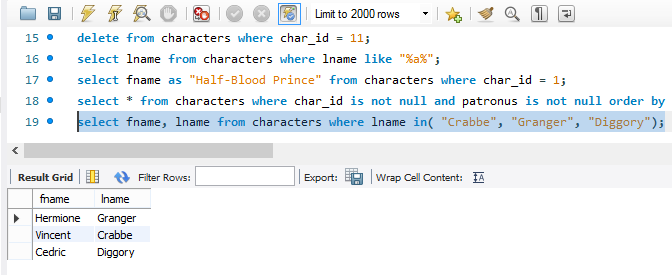 Limit to 2000 rows
15 delete from characters where char_id = 11;
16 select lname from characters where lname like "%a%";
17 select fname as "Half-Blood Prince" from characters where char_id = 1;
18 select * from characters where char_id is not null and patronus is not null order by
19 select fname, lname from characters where lname in( "Crabbe", "Granger", "Diggory");
Result Grid Filter Rows: Export: Wrap Cell Content: IA
fname lname
Hermione Granger
Vincent Crabbe
Cedric Diggory